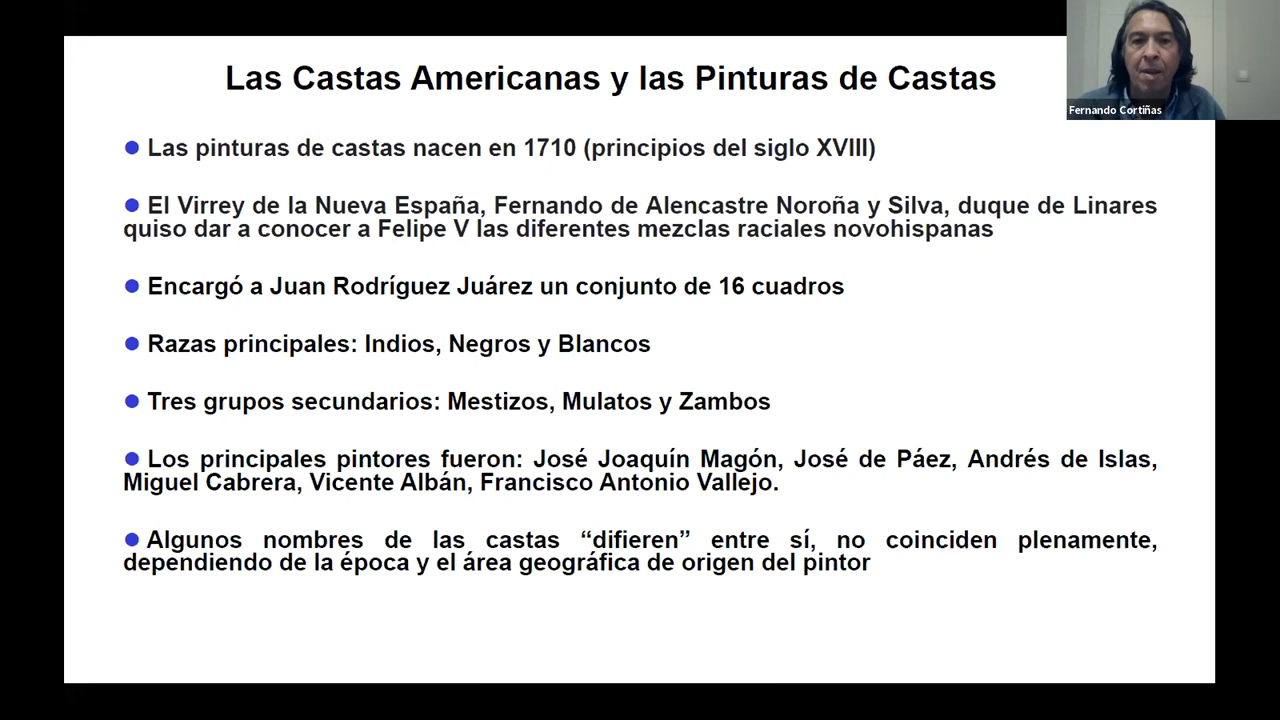 Las Castas Americanas y las Pinturas de Castas
Fernando Cortiñas
● Las pinturas de castas nacen en 1710 (principios del siglo XVIII)
● El Virrey de la Nueva España, Fernando de Alencastre Noroña y Silva, duque de Linares
quiso dar a conocer a Felipe V las diferentes mezclas raciales novohispanas
● Encargó a Juan Rodríguez Juárez un conjunto de 16 cuadros
● Razas principales: Indios, Negros y Blancos
● Tres grupos secundarios: Mestizos, Mulatos y Zambos
● Los principales pintores fueron: José Joaquín Magón, José de Páez, Andrés de Islas,
Miguel Cabrera, Vicente Albán, Francisco Antonio Vallejo.
● Algunos nombres de las castas “difieren” entre sí, no coinciden plenamente,
dependiendo de la época y el área geográfica de origen del pintor